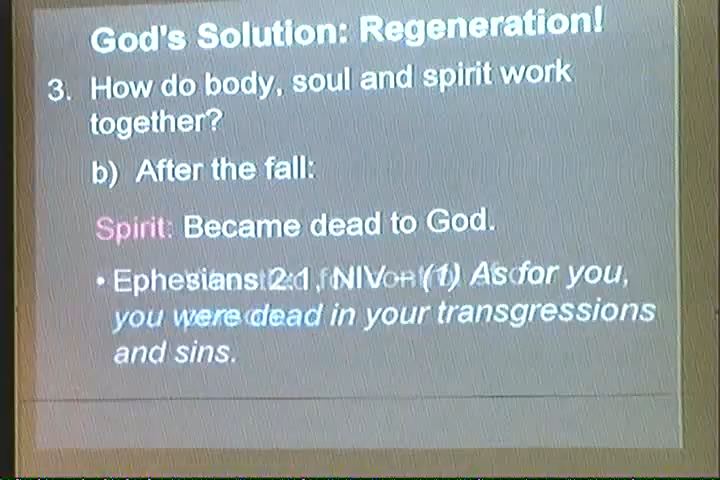 God's Solution: Regeneration!
3. How do body, soul and spirit work
together?
b) After the fall:
Spirit: Became dead to God.
• Ephesians 2:1, NIV – (1) As for you,
you were dead in your transgressions
and sins.